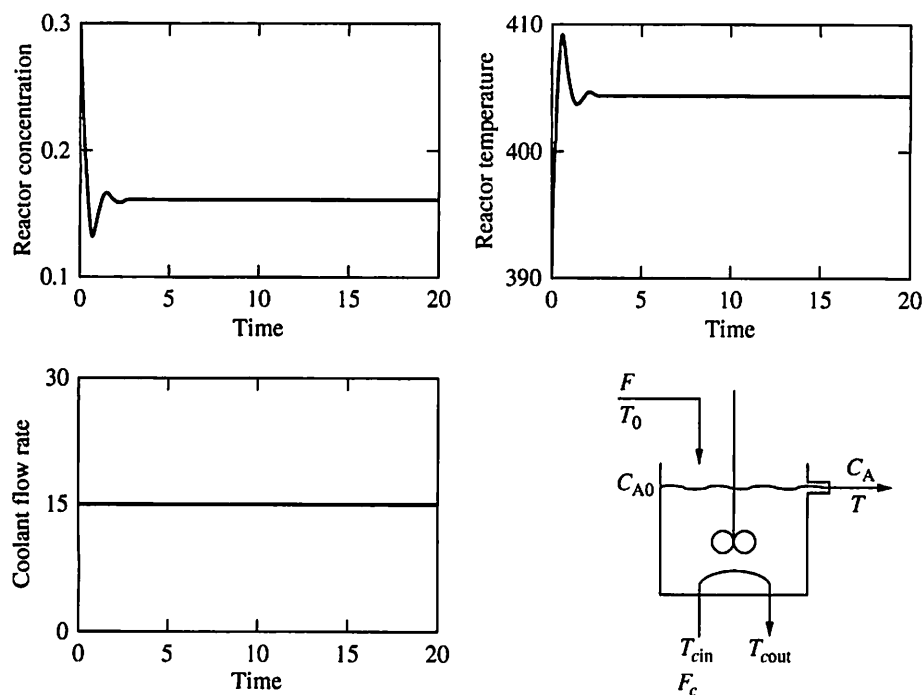 0.3
0.2
0.1
Reactor concentration
0 5 10 15 20
Time
410
400
390
Reactor temperature
0 5 10 15 20
Time
30
15
0
Coolant flow rate
0 5 10 15 20
Time
F
T0
CA0
CA
T
Tcin
Tcout
Fc